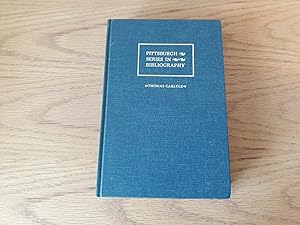 PITTSBURGH
SERIES IN
BIBLIOGRAPHY
THOMAS CARLYLE